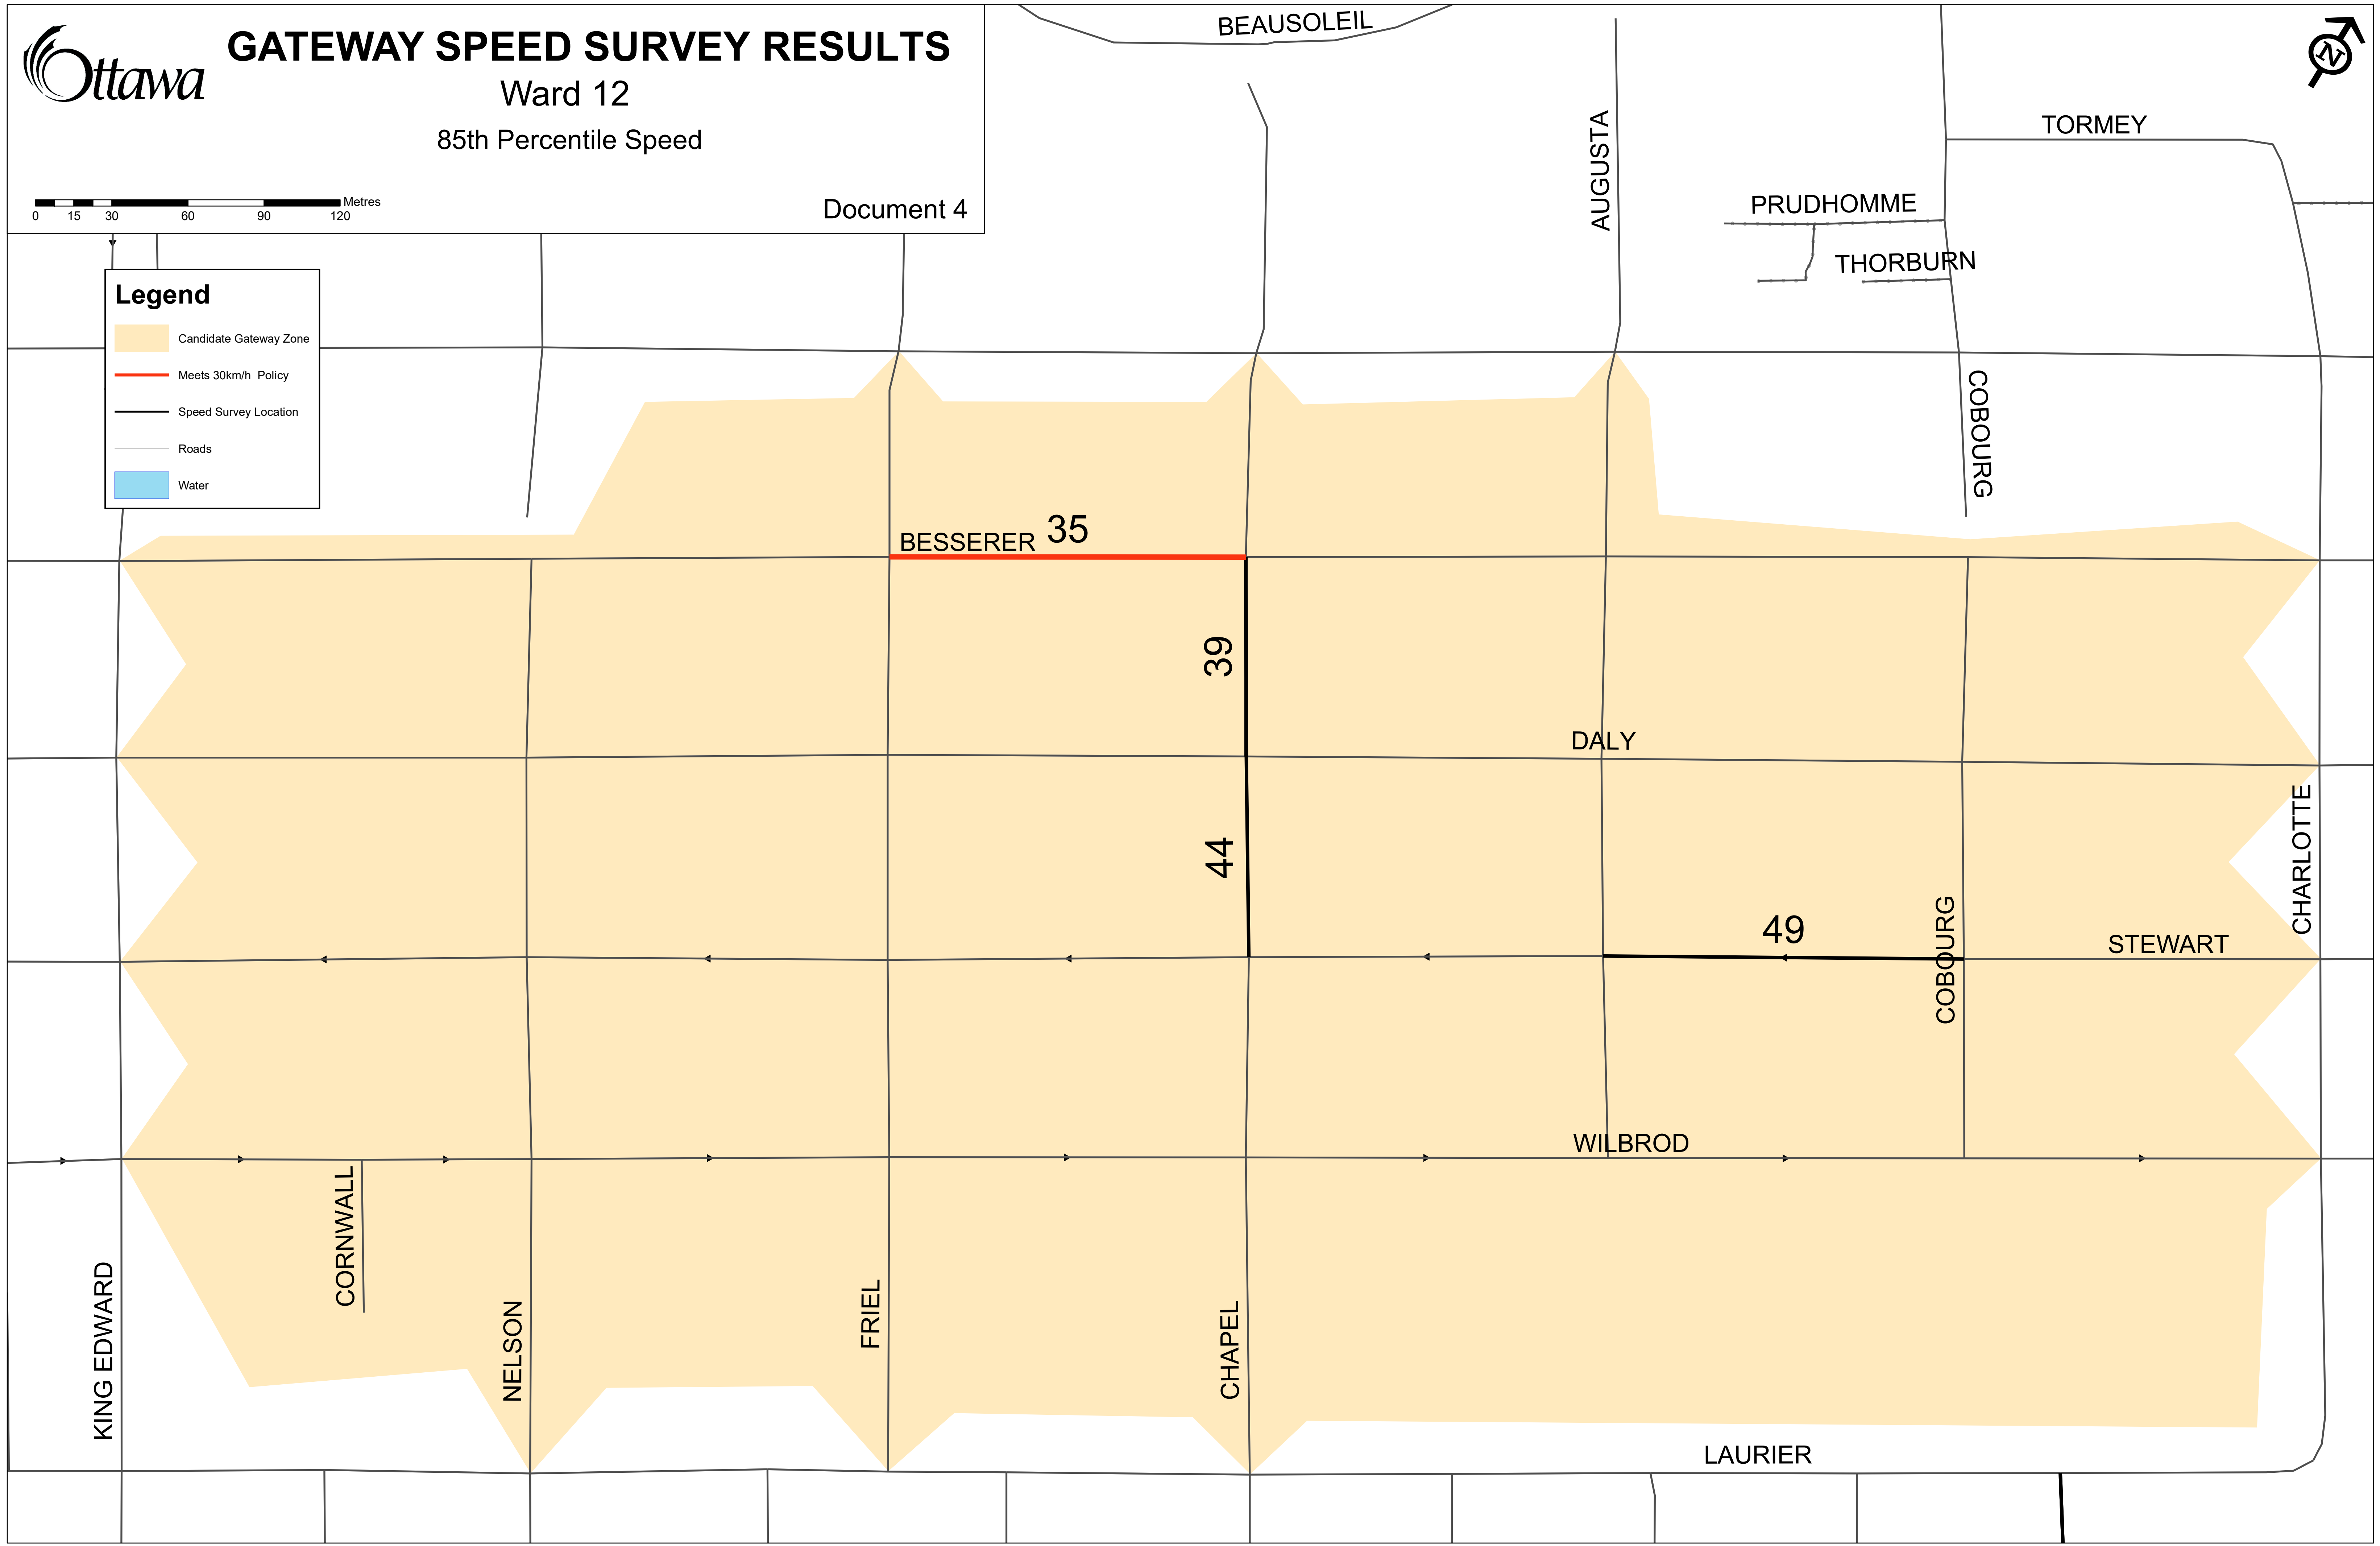 Ottawa
GATEWAY SPEED SURVEY RESULTS
Ward 12
85th Percentile Speed
Metres
0 15 30 60 90 120
Document 4
BEAUSOLEIL
N
AUGUSTA
TORMEY
PRUDHOMME
THORBURN
COBOURG
Legend
Candidate Gateway Zone
Meets 30km/h Policy
Speed Survey Location
Roads
Water
BESSERER
35
39
DALY
44
CHARLOTTE
49
COBOURG
STEWART
WILBROD
CORNWALL
KING EDWARD
NELSON
FRIEL
CHAPEL
LAURIER